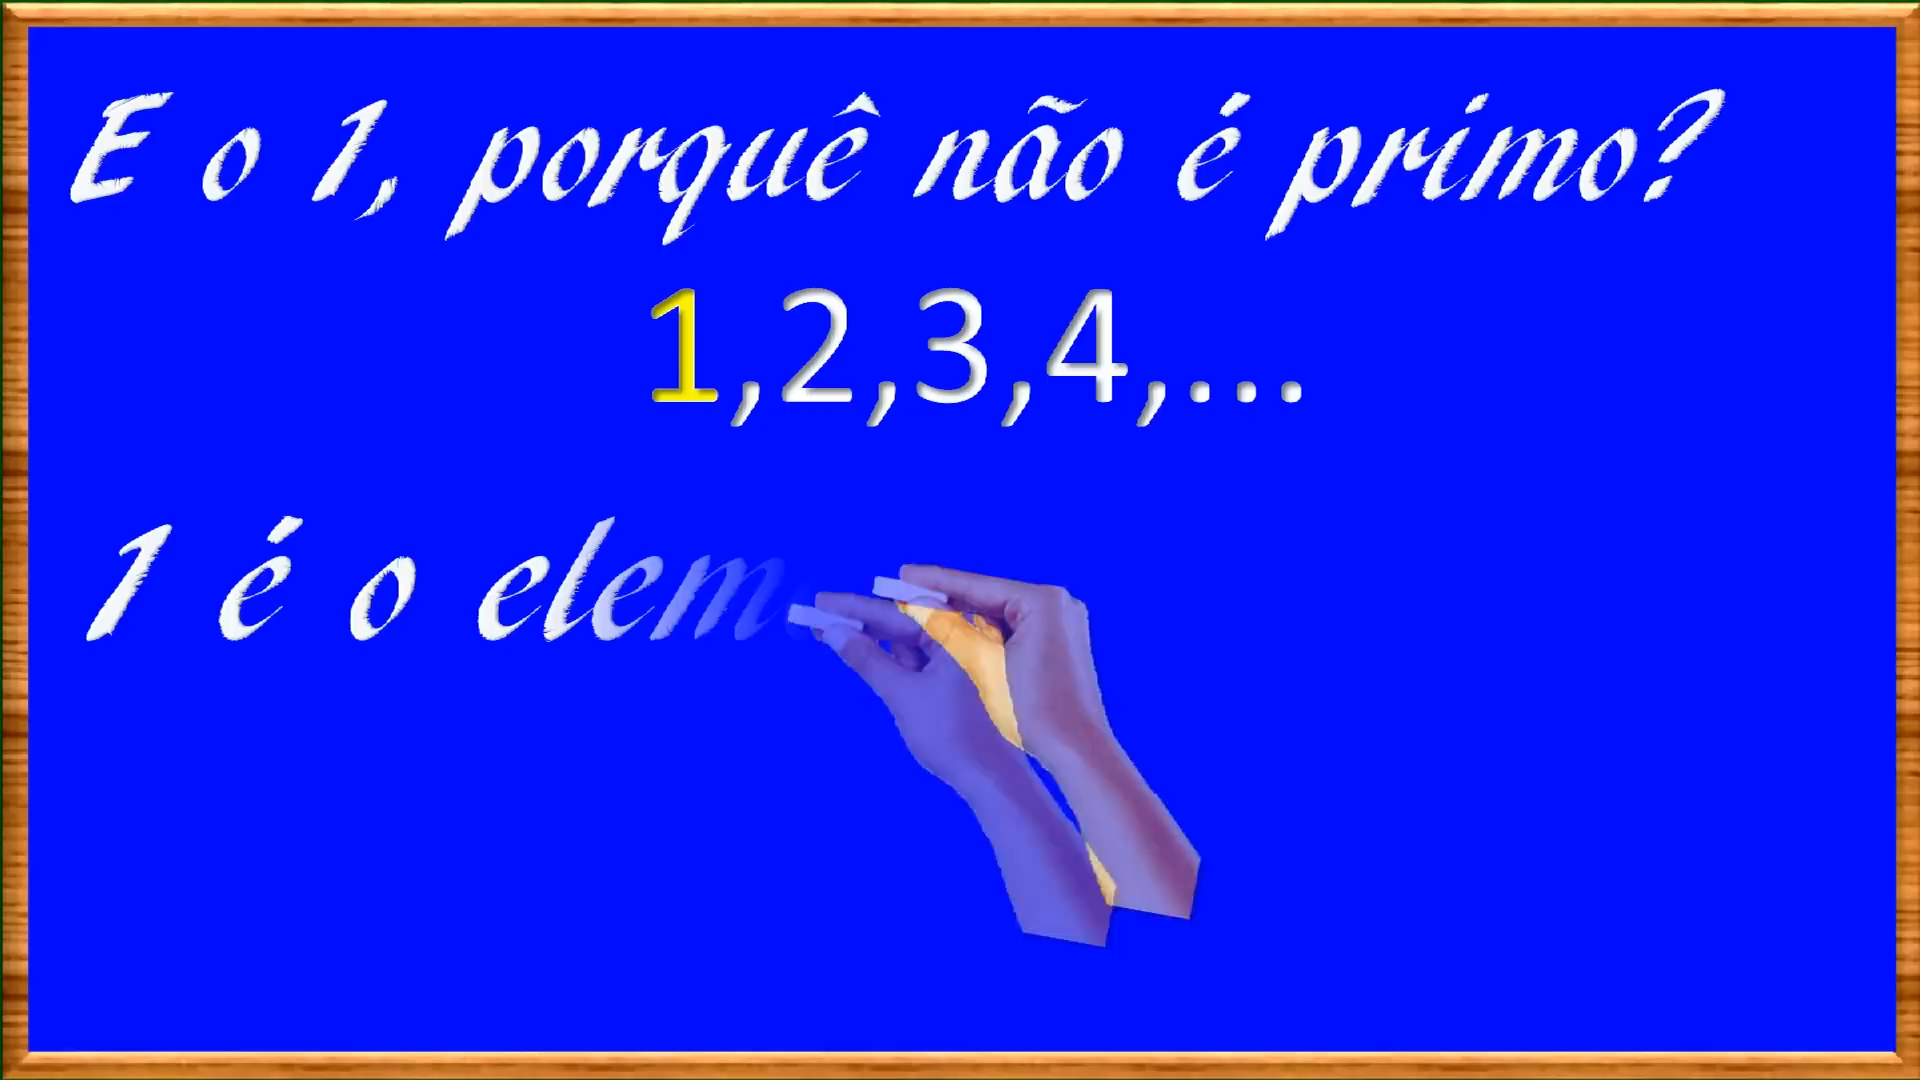 E o 1, porquê não é primo?
1,2,3,4,...
1 é o elem